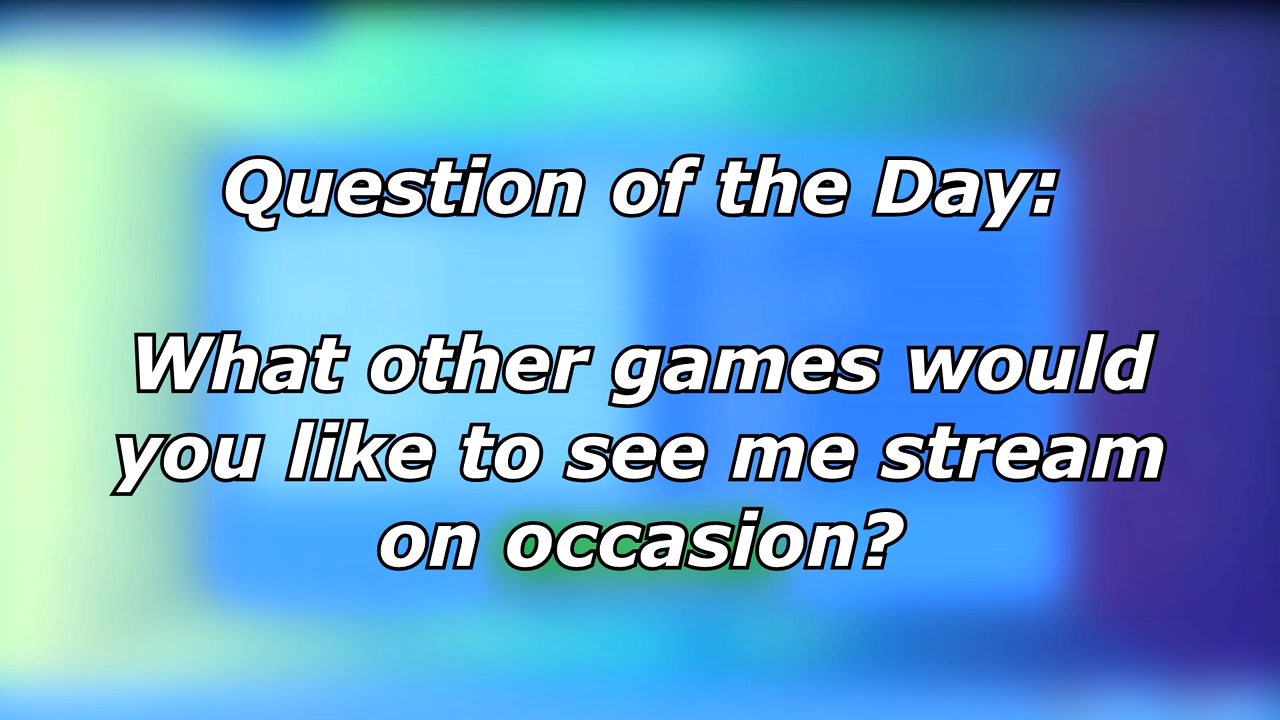 Question of the Day:
What other games would
you like to see me stream
on occasion?